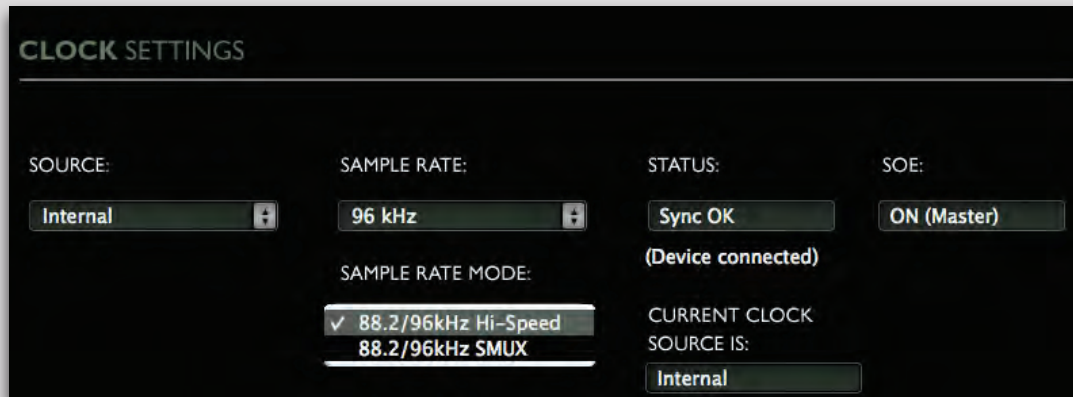 CLOCK SETTINGS
SOURCE:
Internal
SAMPLE RATE:
96 kHz
SAMPLE RATE MODE:
✓ 88.2/96kHz Hi-Speed
88.2/96kHz SMUX
STATUS:
Sync OK
(Device connected)
CURRENT CLOCK
SOURCE IS:
Internal
SOE:
ON (Master)